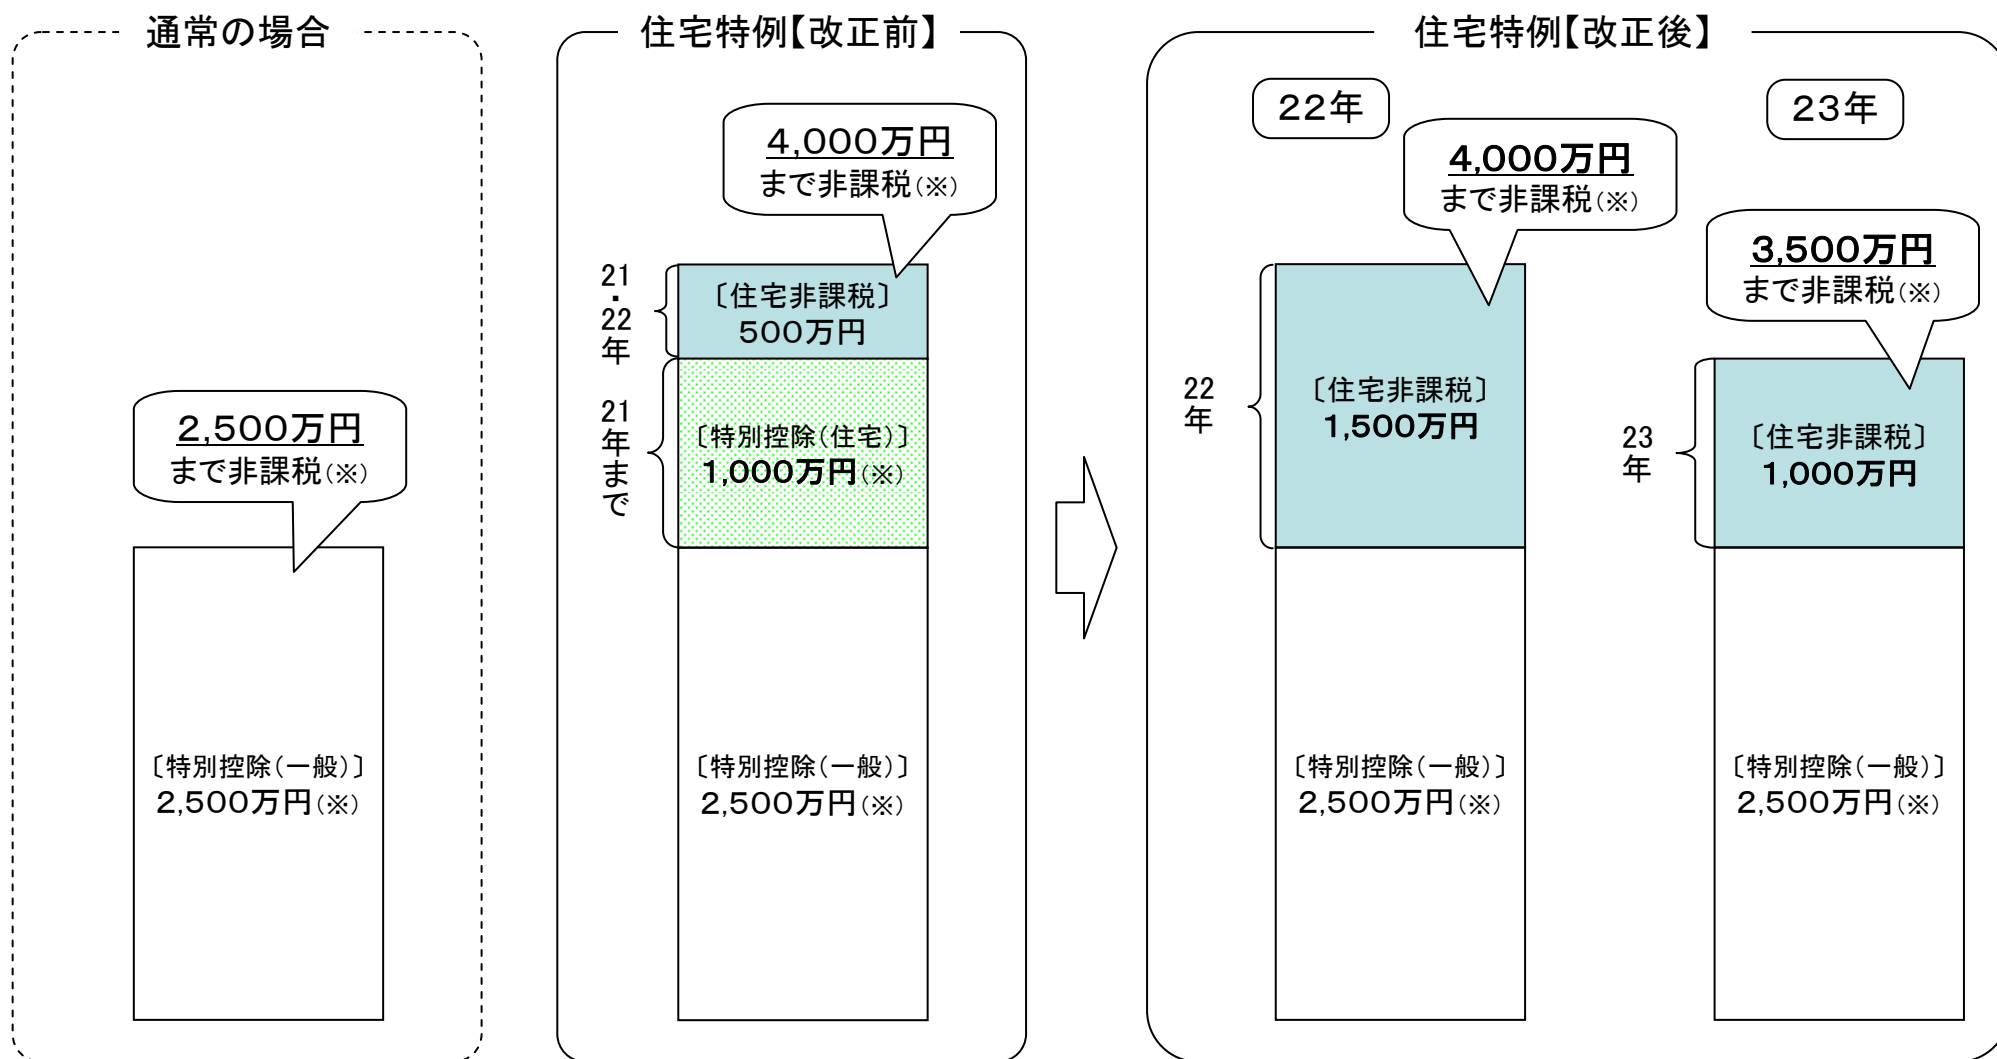 通常の場合
2,500万円
まで非課税(※)
〔特別控除(一般)〕
2,500万円(※)
住宅特例【改正前】
4,000万円
まで非課税(※)
21・22年
〔住宅非課税〕
500万円
21年まで
〔特別控除(住宅)〕
1,000万円(※)
〔特別控除(一般)〕
2,500万円(※)
住宅特例【改正後】
22年
4,000万円
まで非課税(※)
22年
〔住宅非課税〕
1,500万円
〔特別控除(一般)〕
2,500万円(※)
23年
3,500万円
まで非課税(※)
23年
〔住宅非課税〕
1,000万円
〔特別控除(一般)〕
2,500万円(※)